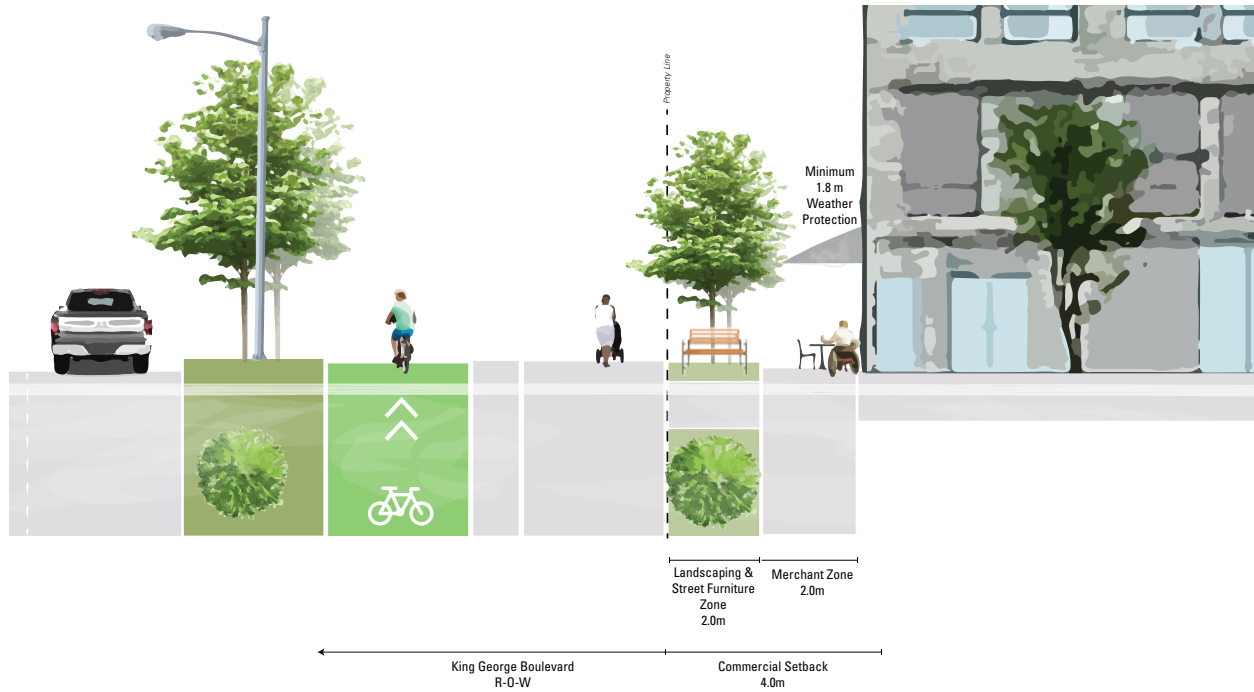 Property Line
Minimum
1.8 m
Weather
Protection
Landscaping &
Street Furniture
Zone
2.0m
Merchant Zone
2.0m
King George Boulevard
R-O-W
Commercial Setback
4.0m